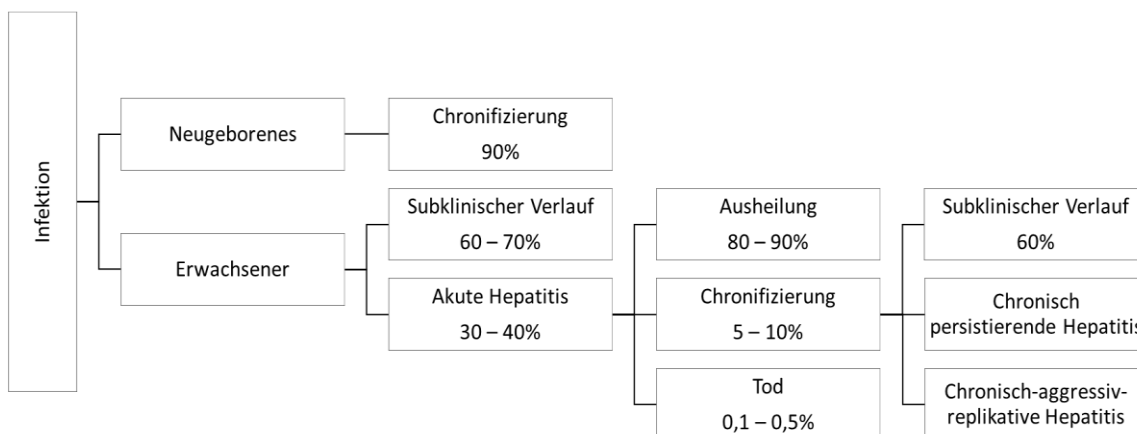 Infektion
Neugeborenes
Chronifizierung
90%
Erwachsener
Subklinischer Verlauf
60 – 70%
Akute Hepatitis
30 – 40%
Ausheilung
80 – 90%
Chronifizierung
5 – 10%
Tod
0,1 – 0,5%
Subklinischer Verlauf
60%
Chronisch
persistierende Hepatitis
Chronisch-aggressiv-
replikative Hepatitis